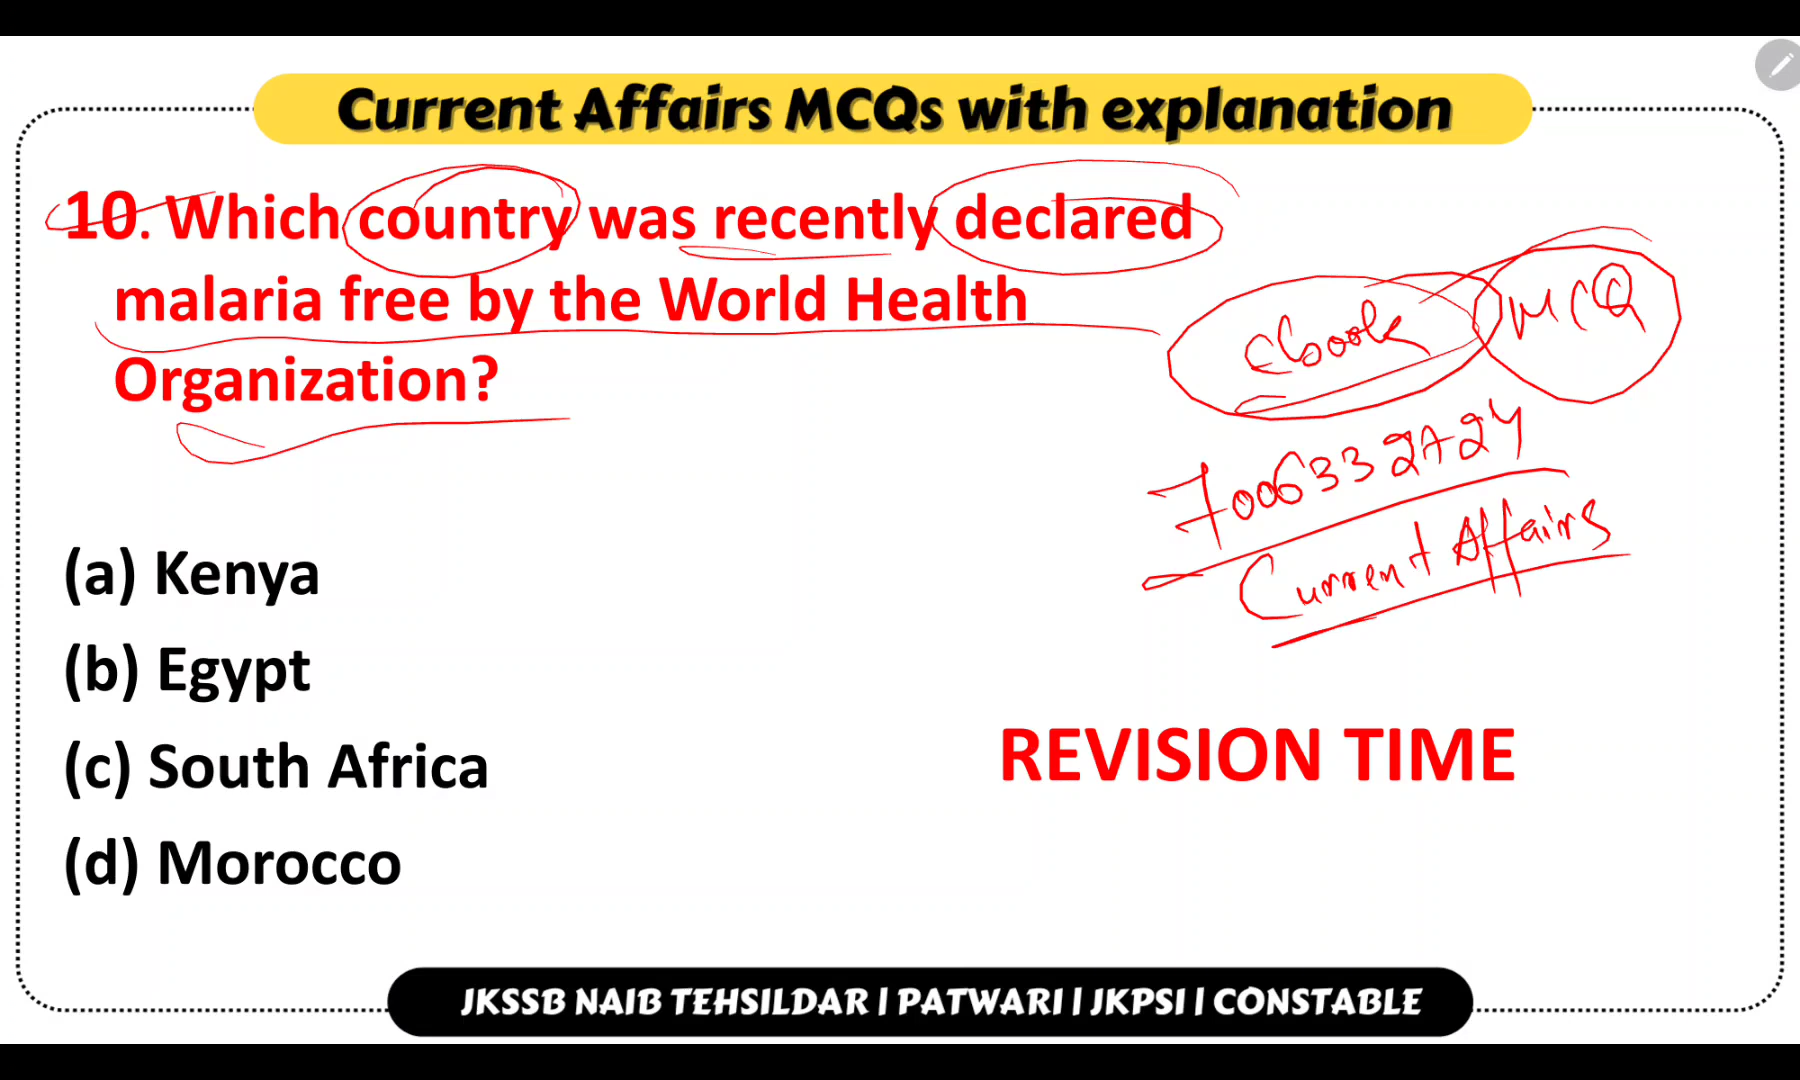 Current Affairs MCQs with explanation
10. Which country was recently declared
malaria free by the World Health
Organization?
Ebook MCQ
7006332724
Current Affairs
(a) Kenya
(b) Egypt
(c) South Africa
(d) Morocco
REVISION TIME
JKSSB NAIB TEHSILDAR | PATWARI | JKPSI | CONSTABLE